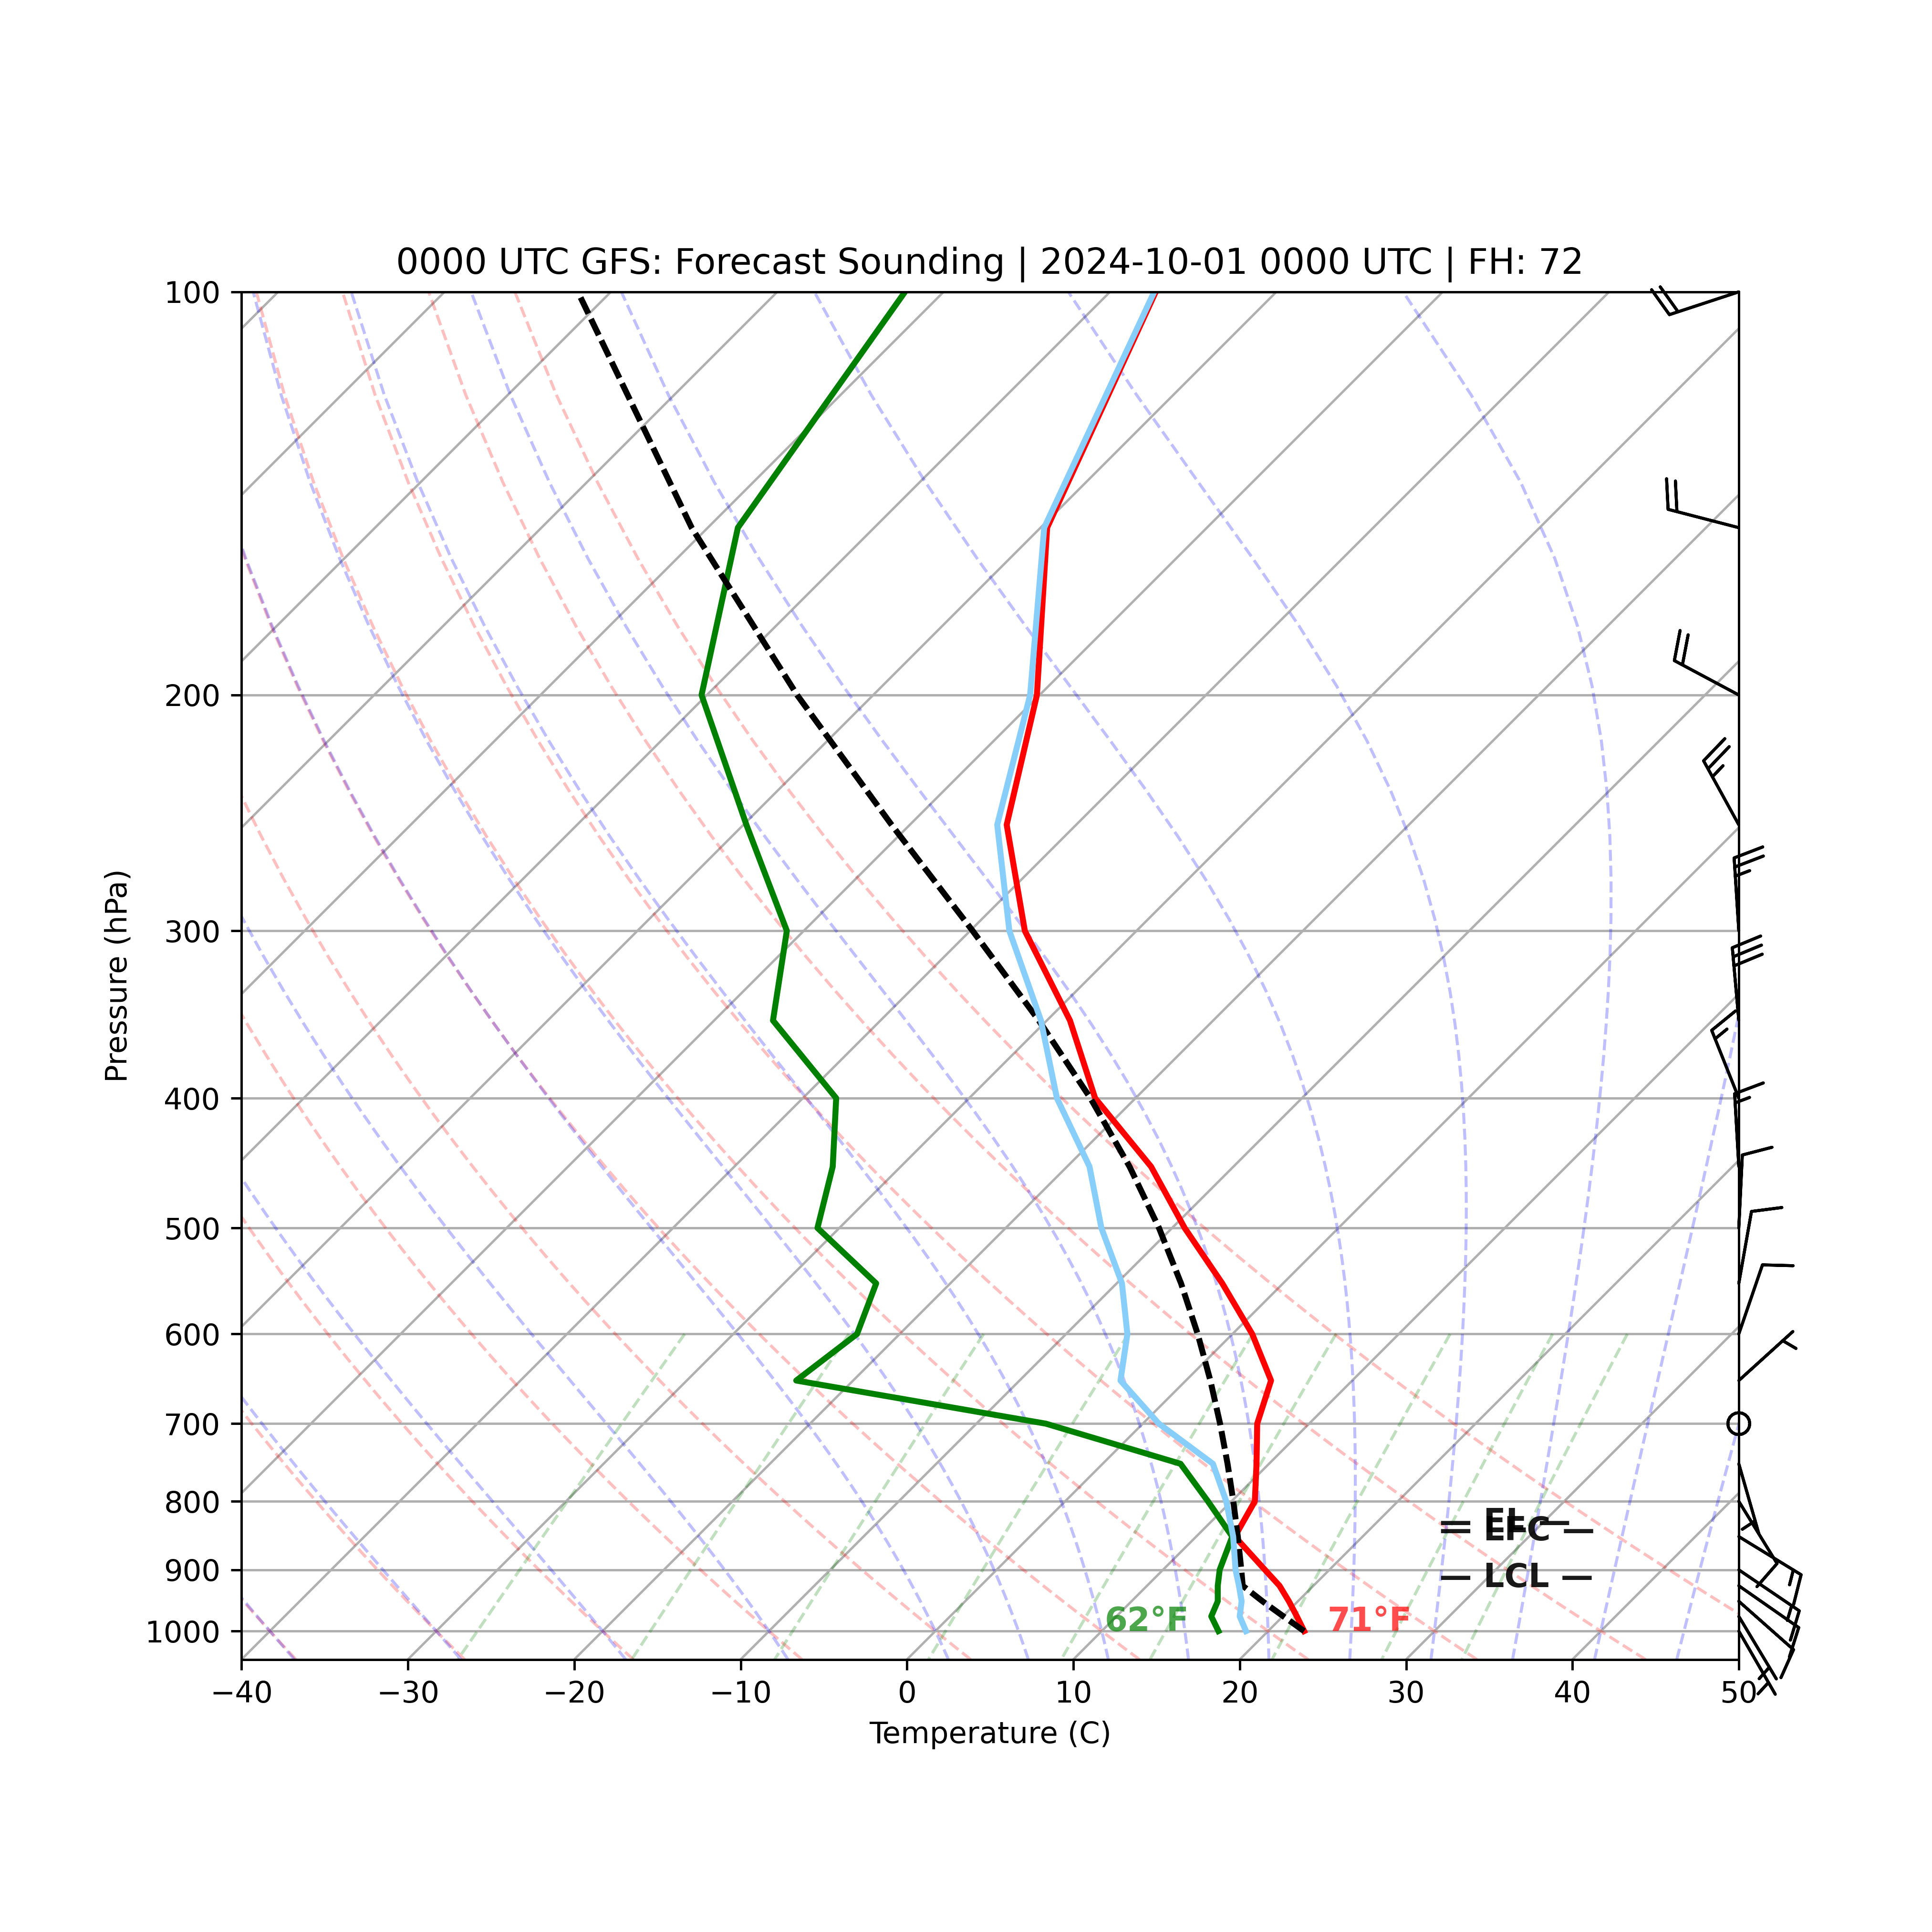 0000 UTC GFS: Forecast Sounding | 2024-10-01 0000 UTC | FH: 72
100
200
300
400
500
600
700
800
900
1000
Pressure (hPa)
— EL —
— LFC —
— LCL —
62°F
71°F
−40 −30 −20 −10 0 10 20 30 40 50
Temperature (C)